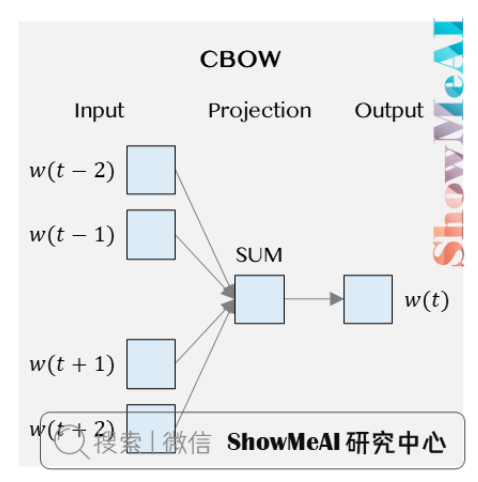 CBOW
Input Projection Output
w(t − 2)
w(t − 1)
SUM
w(t)
w(t + 1)
w(t + 2)
搜索 | 微信 ShowMeAI 研究中心
ShowMeAI